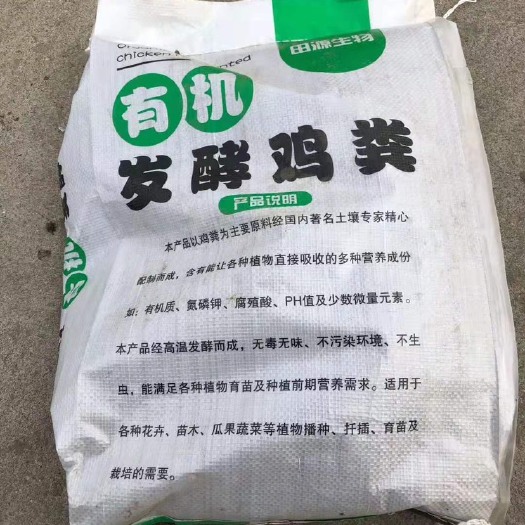 田源生物
chicken
有机
发酵鸡粪
产品说明
本产品以鸡粪为主要原料经国内著名土壤专家精心
配制而成，含有能让各种植物直接吸收的多种营养成份
如：有机质、氮磷钾、腐殖酸、PH值及少数微量元素。
本产品经高温发酵而成，无毒无味、不污染环境、不生
虫，能满足各种植物育苗及种植前期营养需求。适用于
各种花卉、苗木、瓜果蔬菜等植物播种、扦插、育苗及
栽培的需要。